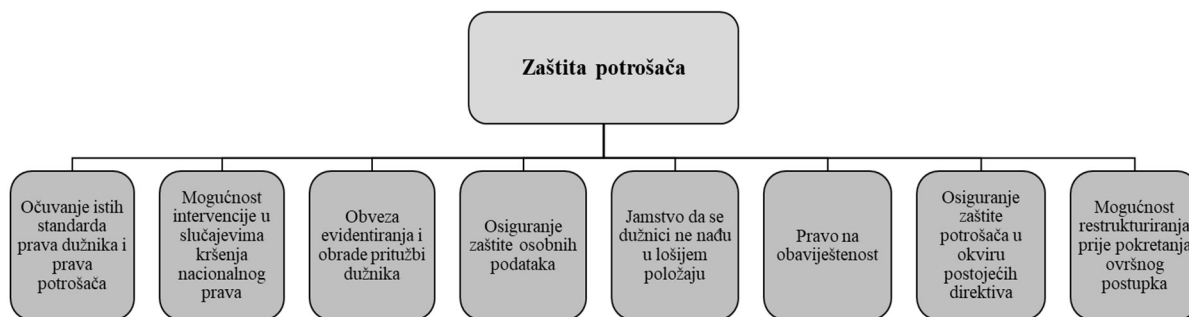 Zaštita potrošača
Očuvanje istih
standarda
prava dužnika i
prava
potrošača
Mogućnost
intervencije u
slučajevima
kršenja
nacionalnog
prava
Obveza
evidentiranja i
obrade pritužbi
dužnika
Osiguranje
zaštite osobnih
podataka
Jamstvo da se
dužnici ne nađu
u lošijem
položaju
Pravo na
obaviještenost
Osiguranje
zaštite
potrošača u
okviru
postojećih
direktiva
Mogućnost
restrukturiranja
prije pokretanja
ovršnog
postupka